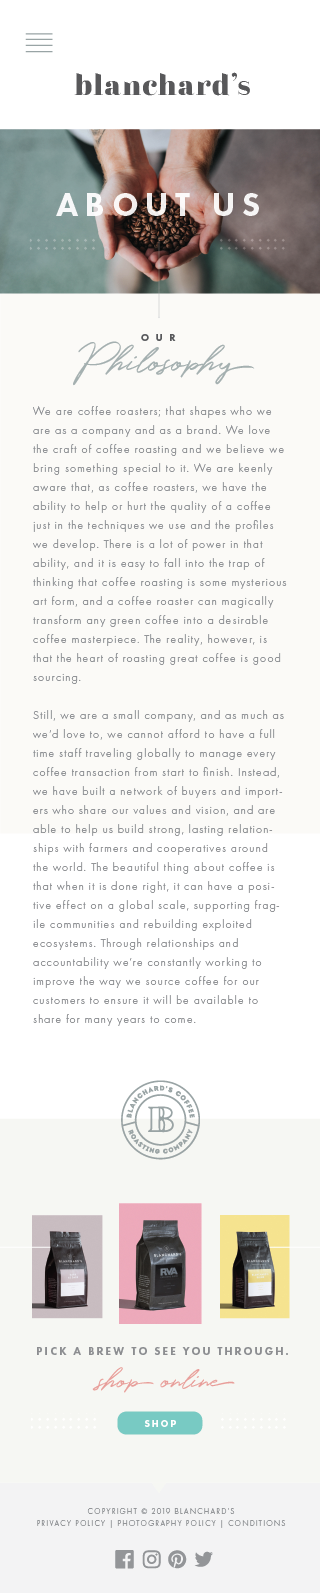 blanchard's
ABOUT US
OUR
Philosophy
We are coffee roasters; that shapes who we
are as a company and as a brand. We love
the craft of coffee roasting and we believe we
bring something special to it. We are keenly
aware that, as coffee roasters, we have the
ability to help or hurt the quality of a coffee
just in the techniques we use and the profiles
we develop. There is a lot of power in that
ability, and it is easy to fall into the trap of
thinking that coffee roasting is some mysterious
art form, and a coffee roaster can magically
transform any green coffee into a desirable
coffee masterpiece. The reality, however, is
that the heart of roasting great coffee is good
sourcing.
Still, we are a small company, and as much as
we'd love to, we cannot afford to have a full
time staff traveling globally to manage every
coffee transaction from start to finish. Instead,
we have built a network of buyers and import-
ers who share our values and vision, and are
able to help us build strong, lasting relation-
ships with farmers and cooperatives around
the world. The beautiful thing about coffee is
that when it is done right, it can have a posi-
tive effect on a global scale, supporting frag-
ile communities and rebuilding exploited
ecosystems. Through relationships and
accountability we're constantly working to
improve the way we source coffee for our
customers to ensure it will be available to
share for many years to come.
BLANCHARD'S COFFEE
B
ROASTING COMPANY
BLANCHARD'S
RVA
PICK A BREW TO SEE YOU THROUGH.
shop online
SHOP
COPYRIGHT © 2019 BLANCHARD'S
PRIVACY POLICY | PHOTOGRAPHY POLICY | CONDITIONS